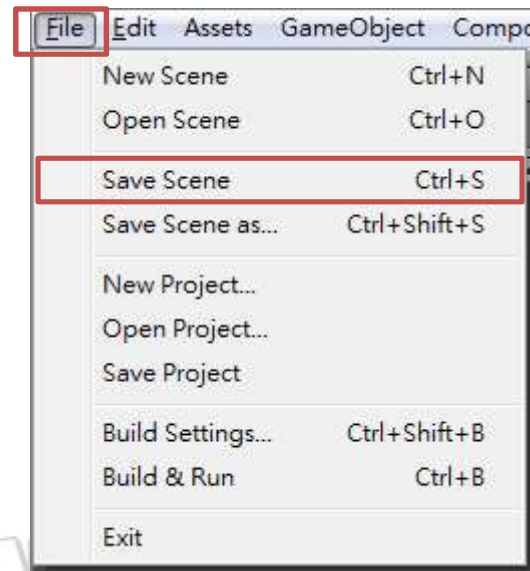 File Edit Assets GameObject
New Scene Ctrl+N
Open Scene Ctrl+O
Save Scene Ctrl+S
Save Scene as... Ctrl+Shift+S
New Project...
Open Project...
Save Project
Build Settings... Ctrl+Shift+B
Build & Run Ctrl+B
Exit